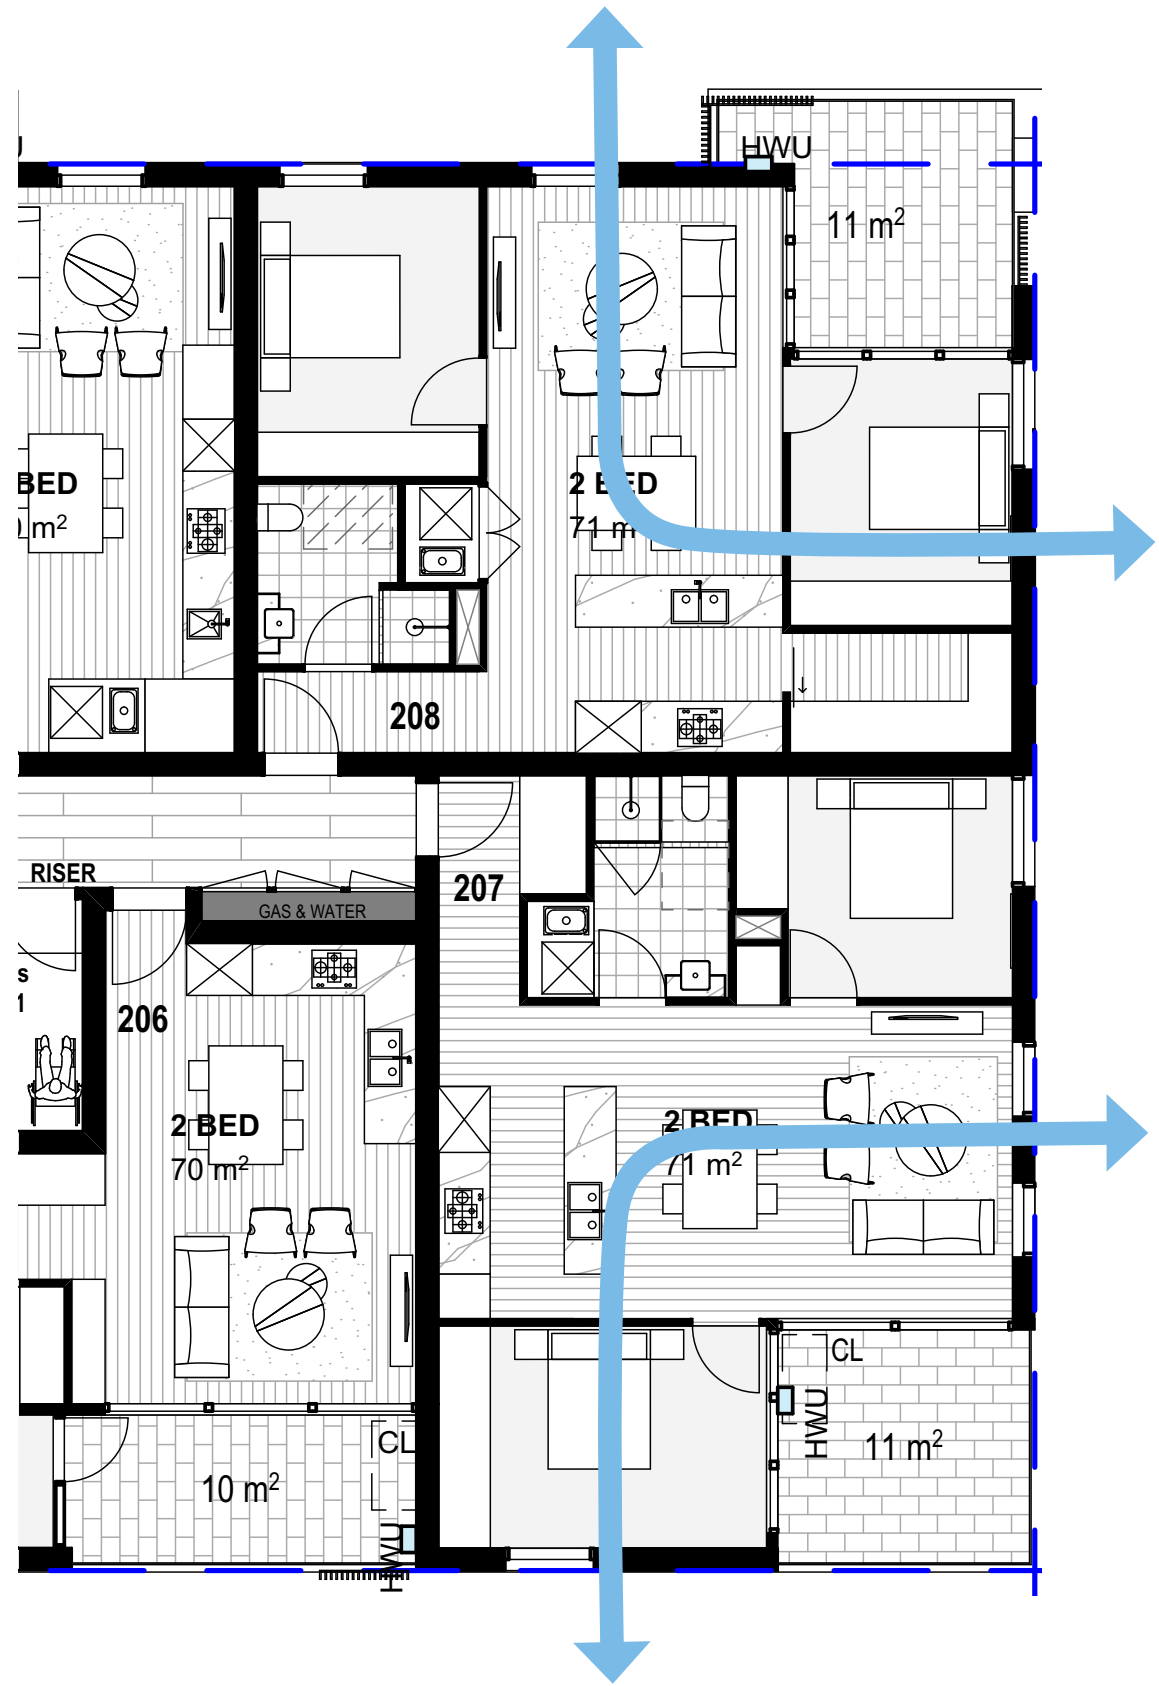 HWU
11 m²
BED
m²
2 BED
71 m
208
RISER
GAS & WATER
207
s
206
2 BED
70 m²
2 BED
71 m²
CL
HWU
11 m²
CL
10 m²
HWU